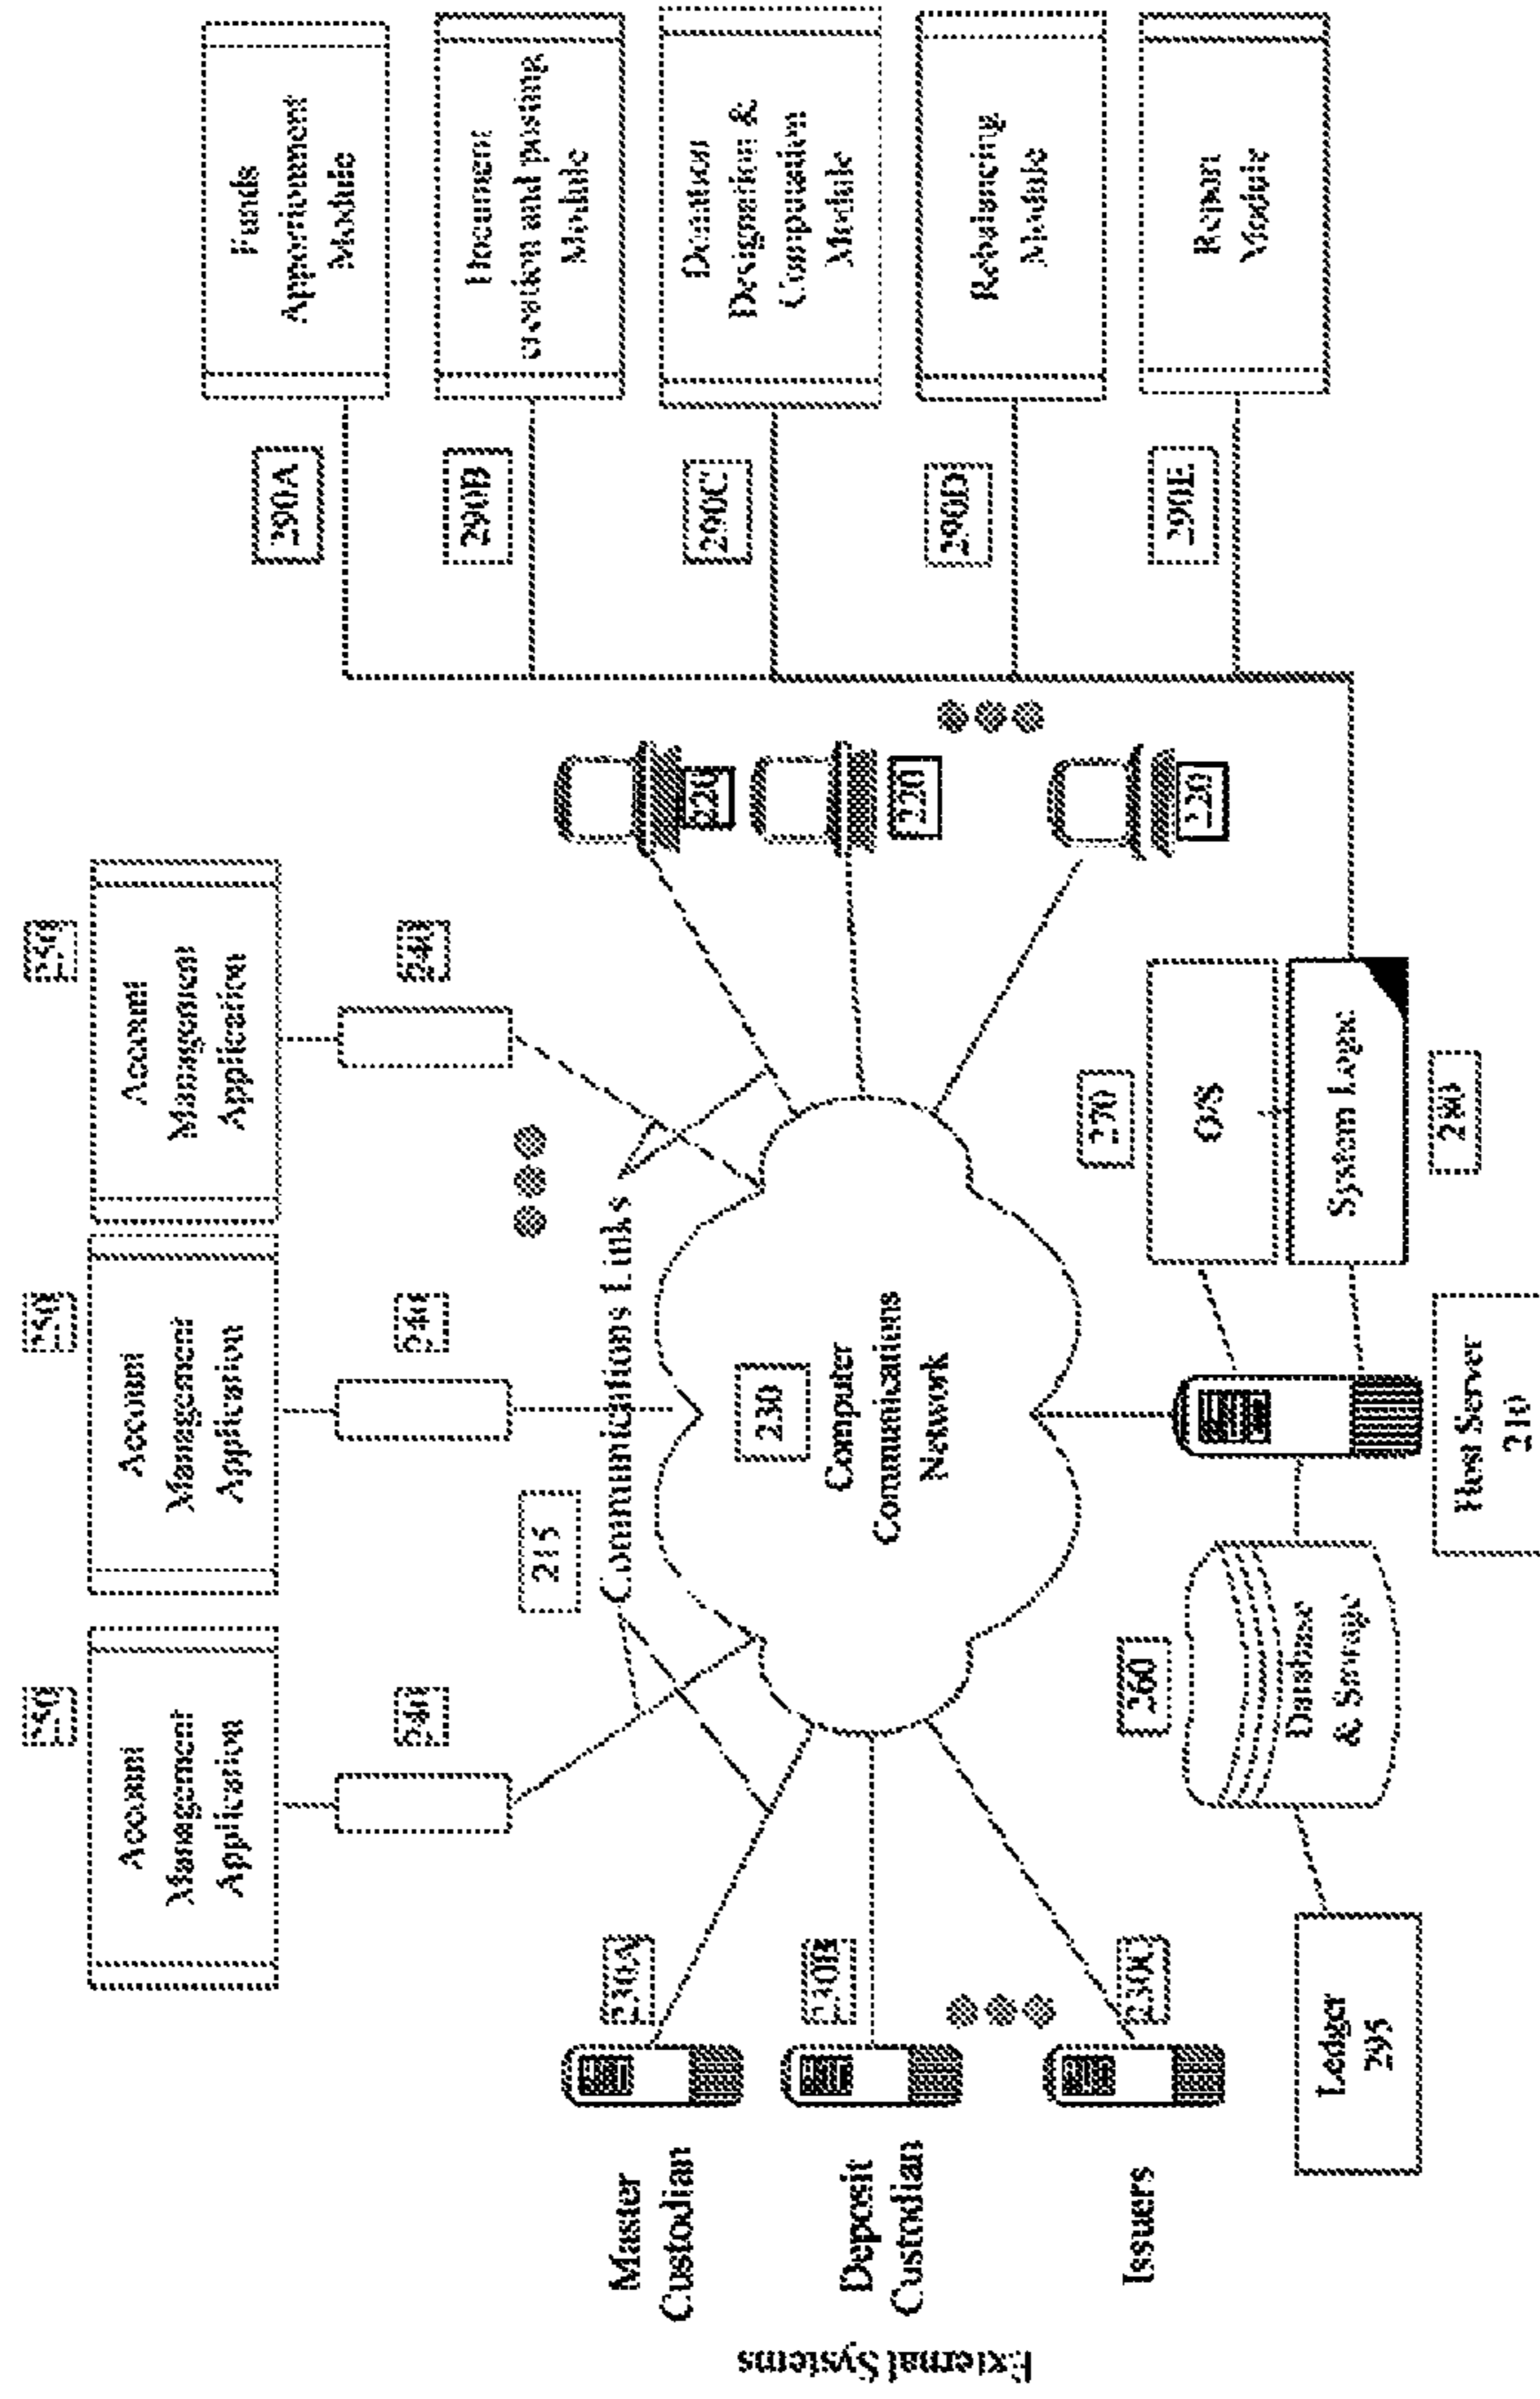 250
250
250
Account
Management
Application
Account
Management
Application
Account
Management
Application
240
240
240
Funds
Apportionment
Module
290A
215
Communications Links
Document
creation and posting
Module
290B
External Systems
Master
Custodian
230A
220
Donation
Designation &
Computation
Module
290C
230
Computer
Communications
Network
Deposit
Custodian
230B
220
Rebalancing
Module
290D
Issuers
230C
220
260
270
Report
Module
290E
Database
& Storage
O/S
System Logic
280
Ledger
295
Host Server
210